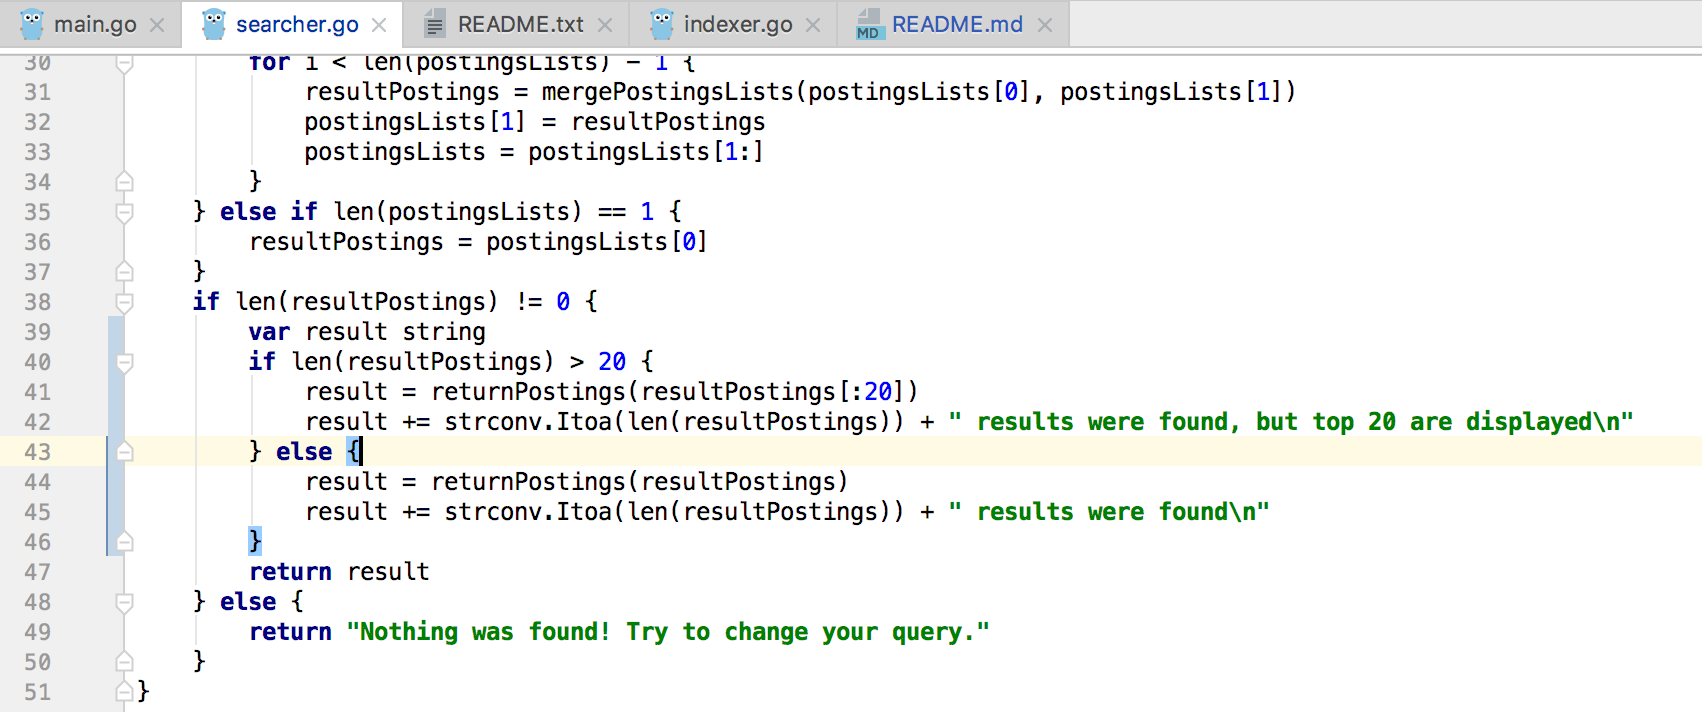 main.go searcher.go README.txt indexer.go MD README.md
30 for i < len(postingsLists) - 1 {
31 resultPostings = mergePostingsLists(postingsLists[0], postingsLists[1])
32 postingsLists[1] = resultPostings
33 postingsLists = postingsLists[1:]
34 }
35 } else if len(postingsLists) == 1 {
36 resultPostings = postingsLists[0]
37 }
38 if len(resultPostings) != 0 {
39 var result string
40 if len(resultPostings) > 20 {
41 result = returnPostings(resultPostings[:20])
42 result += strconv.Itoa(len(resultPostings)) + " results were found, but top 20 are displayed\n"
43 } else {
44 result = returnPostings(resultPostings)
45 result += strconv.Itoa(len(resultPostings)) + " results were found\n"
46 }
47 return result
48 } else {
49 return "Nothing was found! Try to change your query."
50 }
51 }